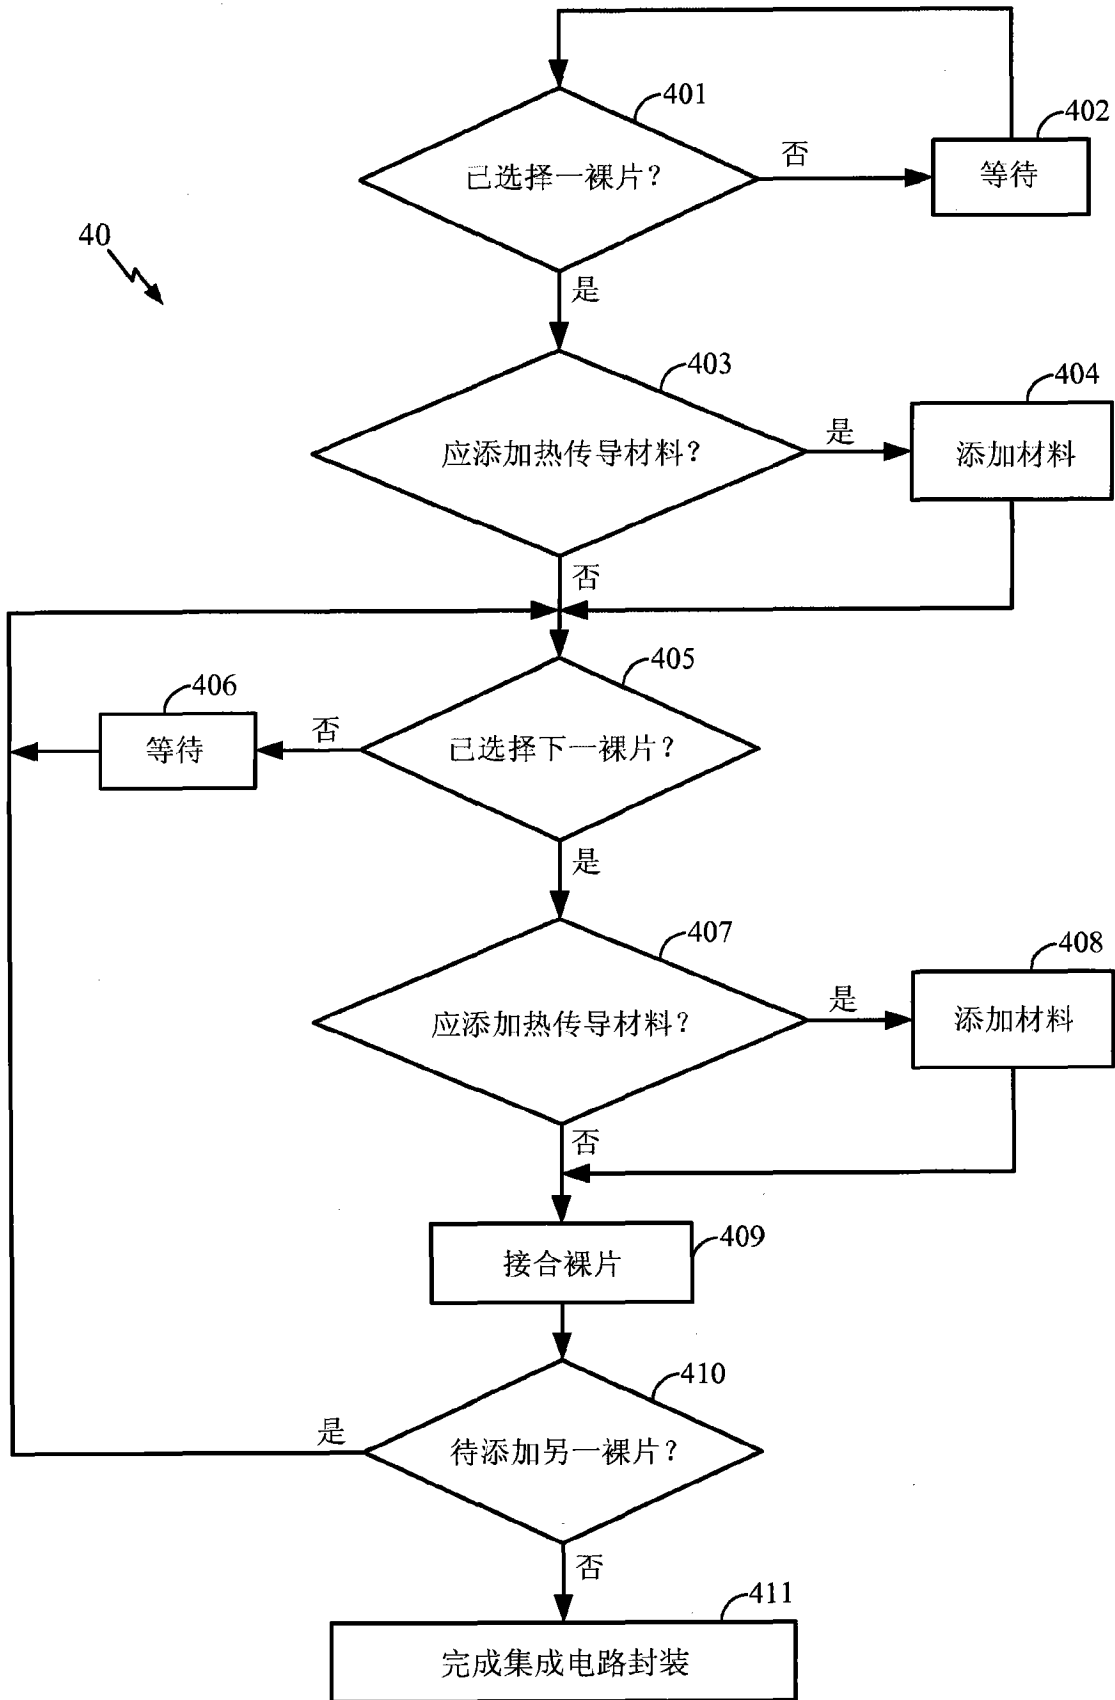 401
402
已选择一裸片？
否
等待
40
是
403
404
应添加热传导材料？
是
添加材料
否
405
406
已选择下一裸片？
否
等待
是
407
408
应添加热传导材料？
是
添加材料
否
409
接合裸片
410
待添加另一裸片？
是
否
411
完成集成电路封装